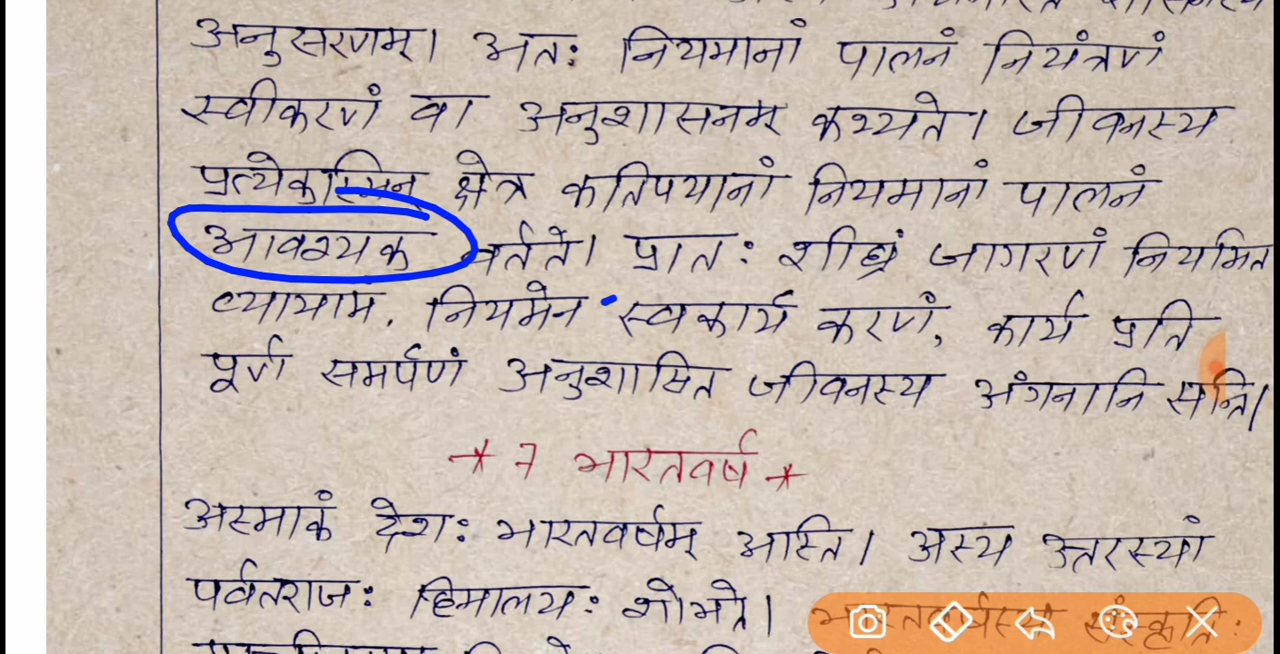 अनुसरणम्। अतः नियमानां पालनं नियंत्रणं
स्वीकरणं वा अनुशासनम् कथ्यते। जीवनस्य
प्रत्येकस्मिन् क्षेत्र कतिपयानां नियमानां पालनं
आवश्यक वर्तते। प्रातः शीघ्रं जागरणं नियमित
व्यायाम, नियमेन स्वकार्य करणं, कार्य प्रति
पूर्ण समर्पणं अनुशासित जीवनस्य अंगनानि सन्ति।
* 7 भारतवर्ष *
अस्माकं देशः भारतवर्षम् अस्ति। अस्य उत्तरस्यां
पर्वतराजः हिमालयः शोभते। भारतवर्षस्य संस्कृतिः